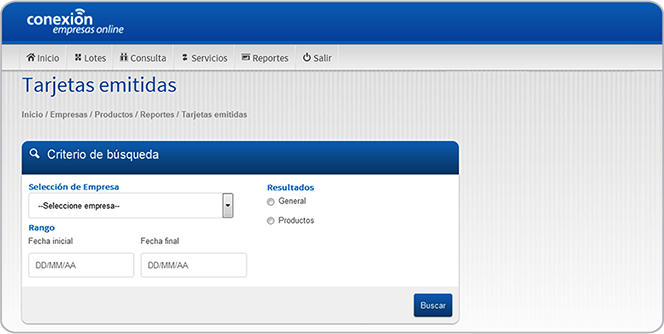 conexión
empresas online
Inicio Lotes Consulta Servicios Reportes Salir
Tarjetas emitidas
Inicio / Empresas / Productos / Reportes / Tarjetas emitidas
Criterio de búsqueda
Selección de Empresa
--Seleccione empresa--
Rango
Fecha inicial Fecha final
DD/MM/AA DD/MM/AA
Resultados
General
Productos
Buscar